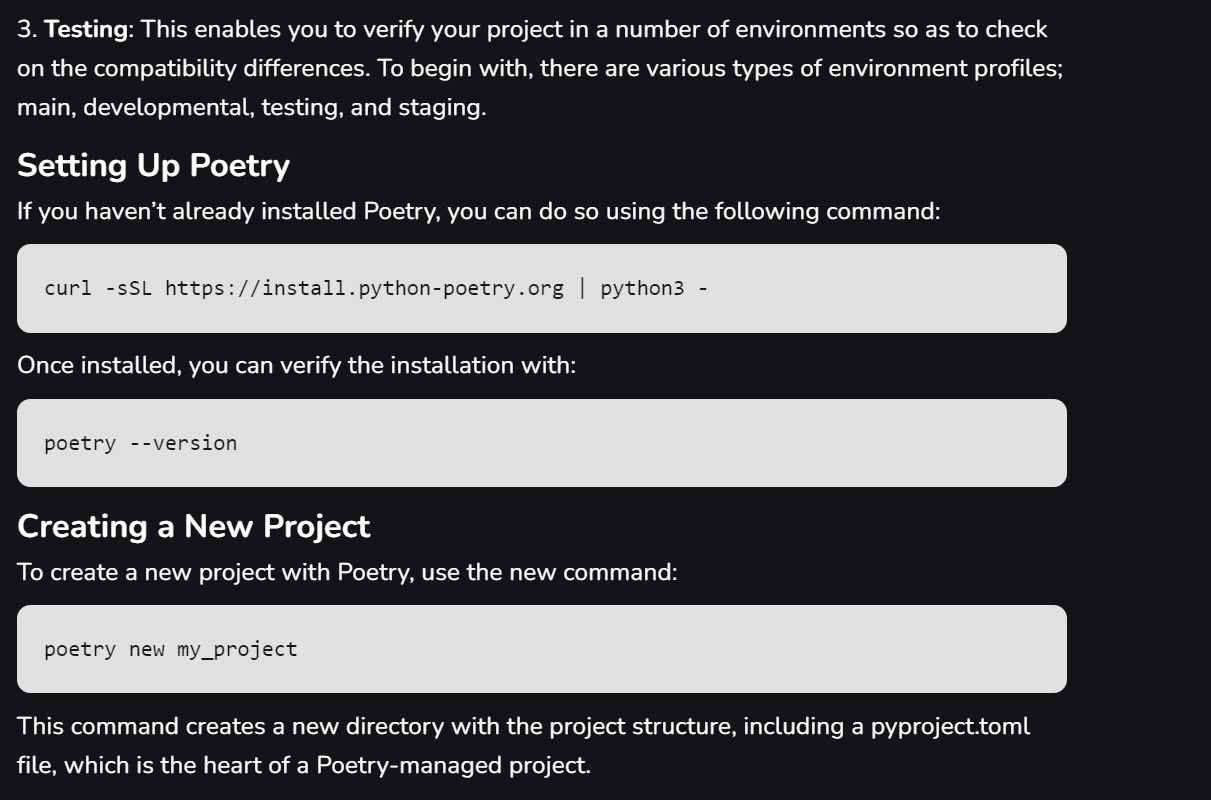 3. Testing: This enables you to verify your project in a number of environments so as to check
on the compatibility differences. To begin with, there are various types of environment profiles;
main, developmental, testing, and staging.
Setting Up Poetry
If you haven’t already installed Poetry, you can do so using the following command:
curl -sSL https://install.python-poetry.org | python3 -
Once installed, you can verify the installation with:
poetry --version
Creating a New Project
To create a new project with Poetry, use the new command:
poetry new my_project
This command creates a new directory with the project structure, including a pyproject.toml
file, which is the heart of a Poetry-managed project.